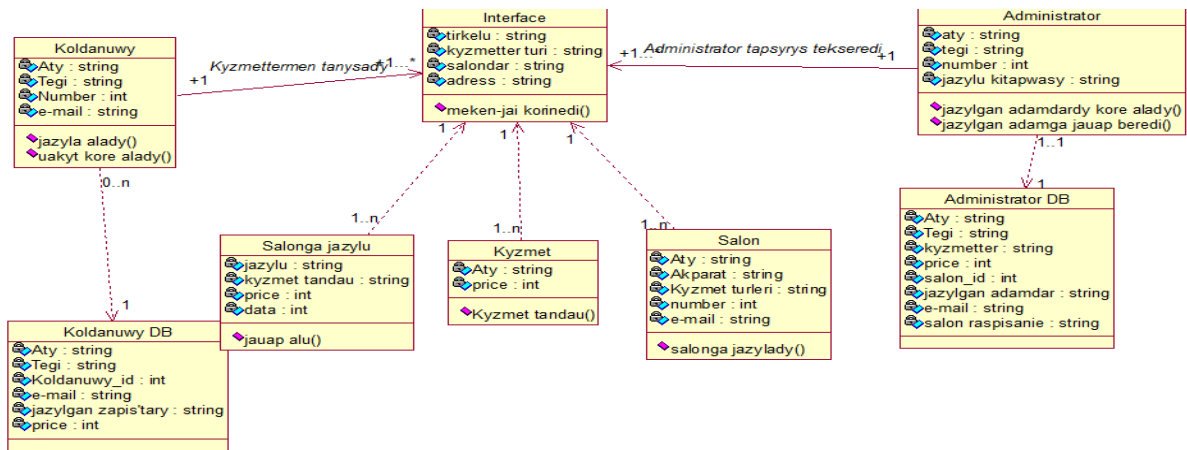 Koldanuwy
Aty : string
Tegi : string
Number : int
e-mail : string
jazyla alady()
uakyt kore alady()
+1
Kyzmettermen tanysady
+1...*
Interface
tirkelu : string
kyzmetter turi : string
salondar : string
adress : string
meken-jai korinedi()
+1...*
Administrator tapsyrys tekseredi
+1
Administrator
aty : string
tegi : string
number : int
jazylu kitapwasy : string
jazylgan adamdardy kore alady()
jazylgan adamga jauap beredi()
0..n
1
Koldanuwy DB
Aty : string
Tegi : string
Koldanuwy_id : int
e-mail : string
jazylgan zapis'tary : string
price : int
1
1..n
Salonga jazylu
jazylu : string
kyzmet tandau : string
price : int
data : int
jauap alu()
1
1..n
Kyzmet
Aty : string
price : int
Kyzmet tandau()
1
1..n
Salon
Aty : string
Akparat : string
Kyzmet turleri : string
number : int
e-mail : string
salonga jazylady()
1..1
1
Administrator DB
Aty : string
Tegi : string
kyzmetter : string
price : int
salon_id : int
jazylgan adamdar : string
e-mail : string
salon raspisanie : string